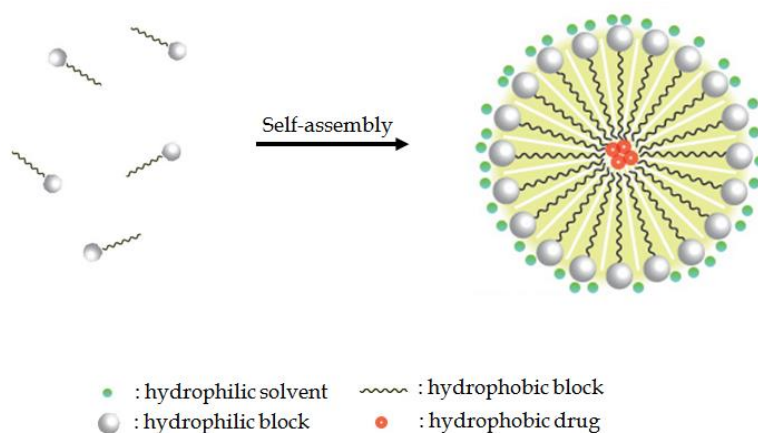 Self-assembly
: hydrophilic solvent
: hydrophobic block
: hydrophilic block
: hydrophobic drug